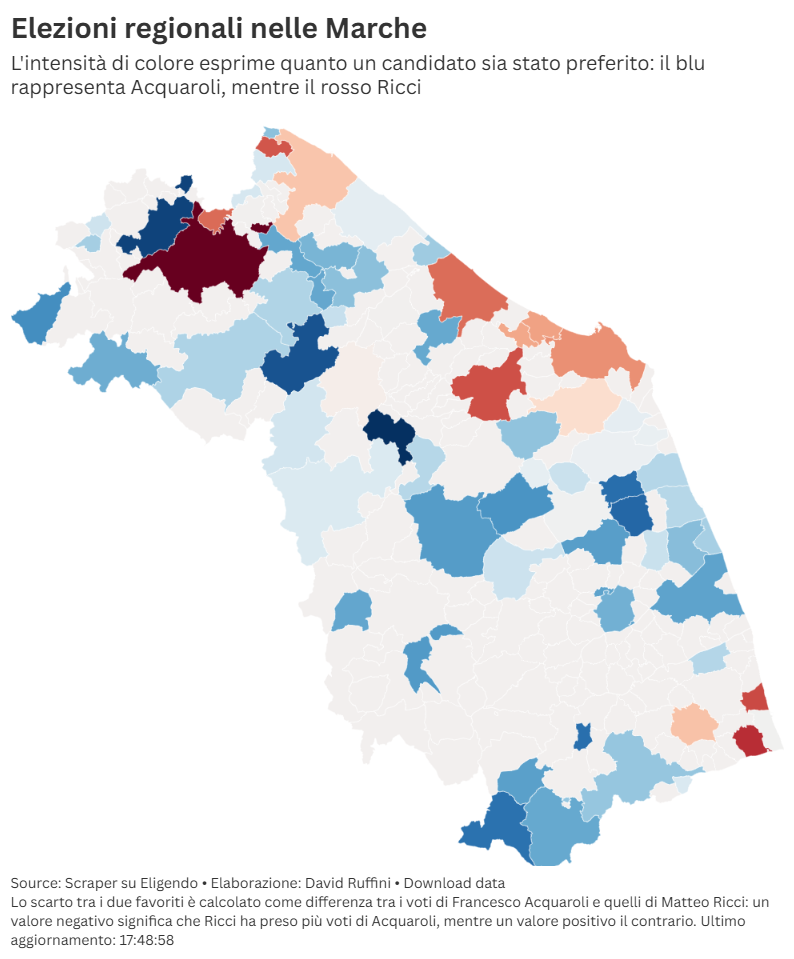 Elezioni regionali nelle Marche
L'intensità di colore esprime quanto un candidato sia stato preferito: il blu
rappresenta Acquaroli, mentre il rosso Ricci
Source: Scraper su Eligendo • Elaborazione: David Ruffini • Download data
Lo scarto tra i due favoriti è calcolato come differenza tra i voti di Francesco Acquaroli e quelli di Matteo Ricci: un
valore negativo significa che Ricci ha preso più voti di Acquaroli, mentre un valore positivo il contrario. Ultimo
aggiornamento: 17:48:58